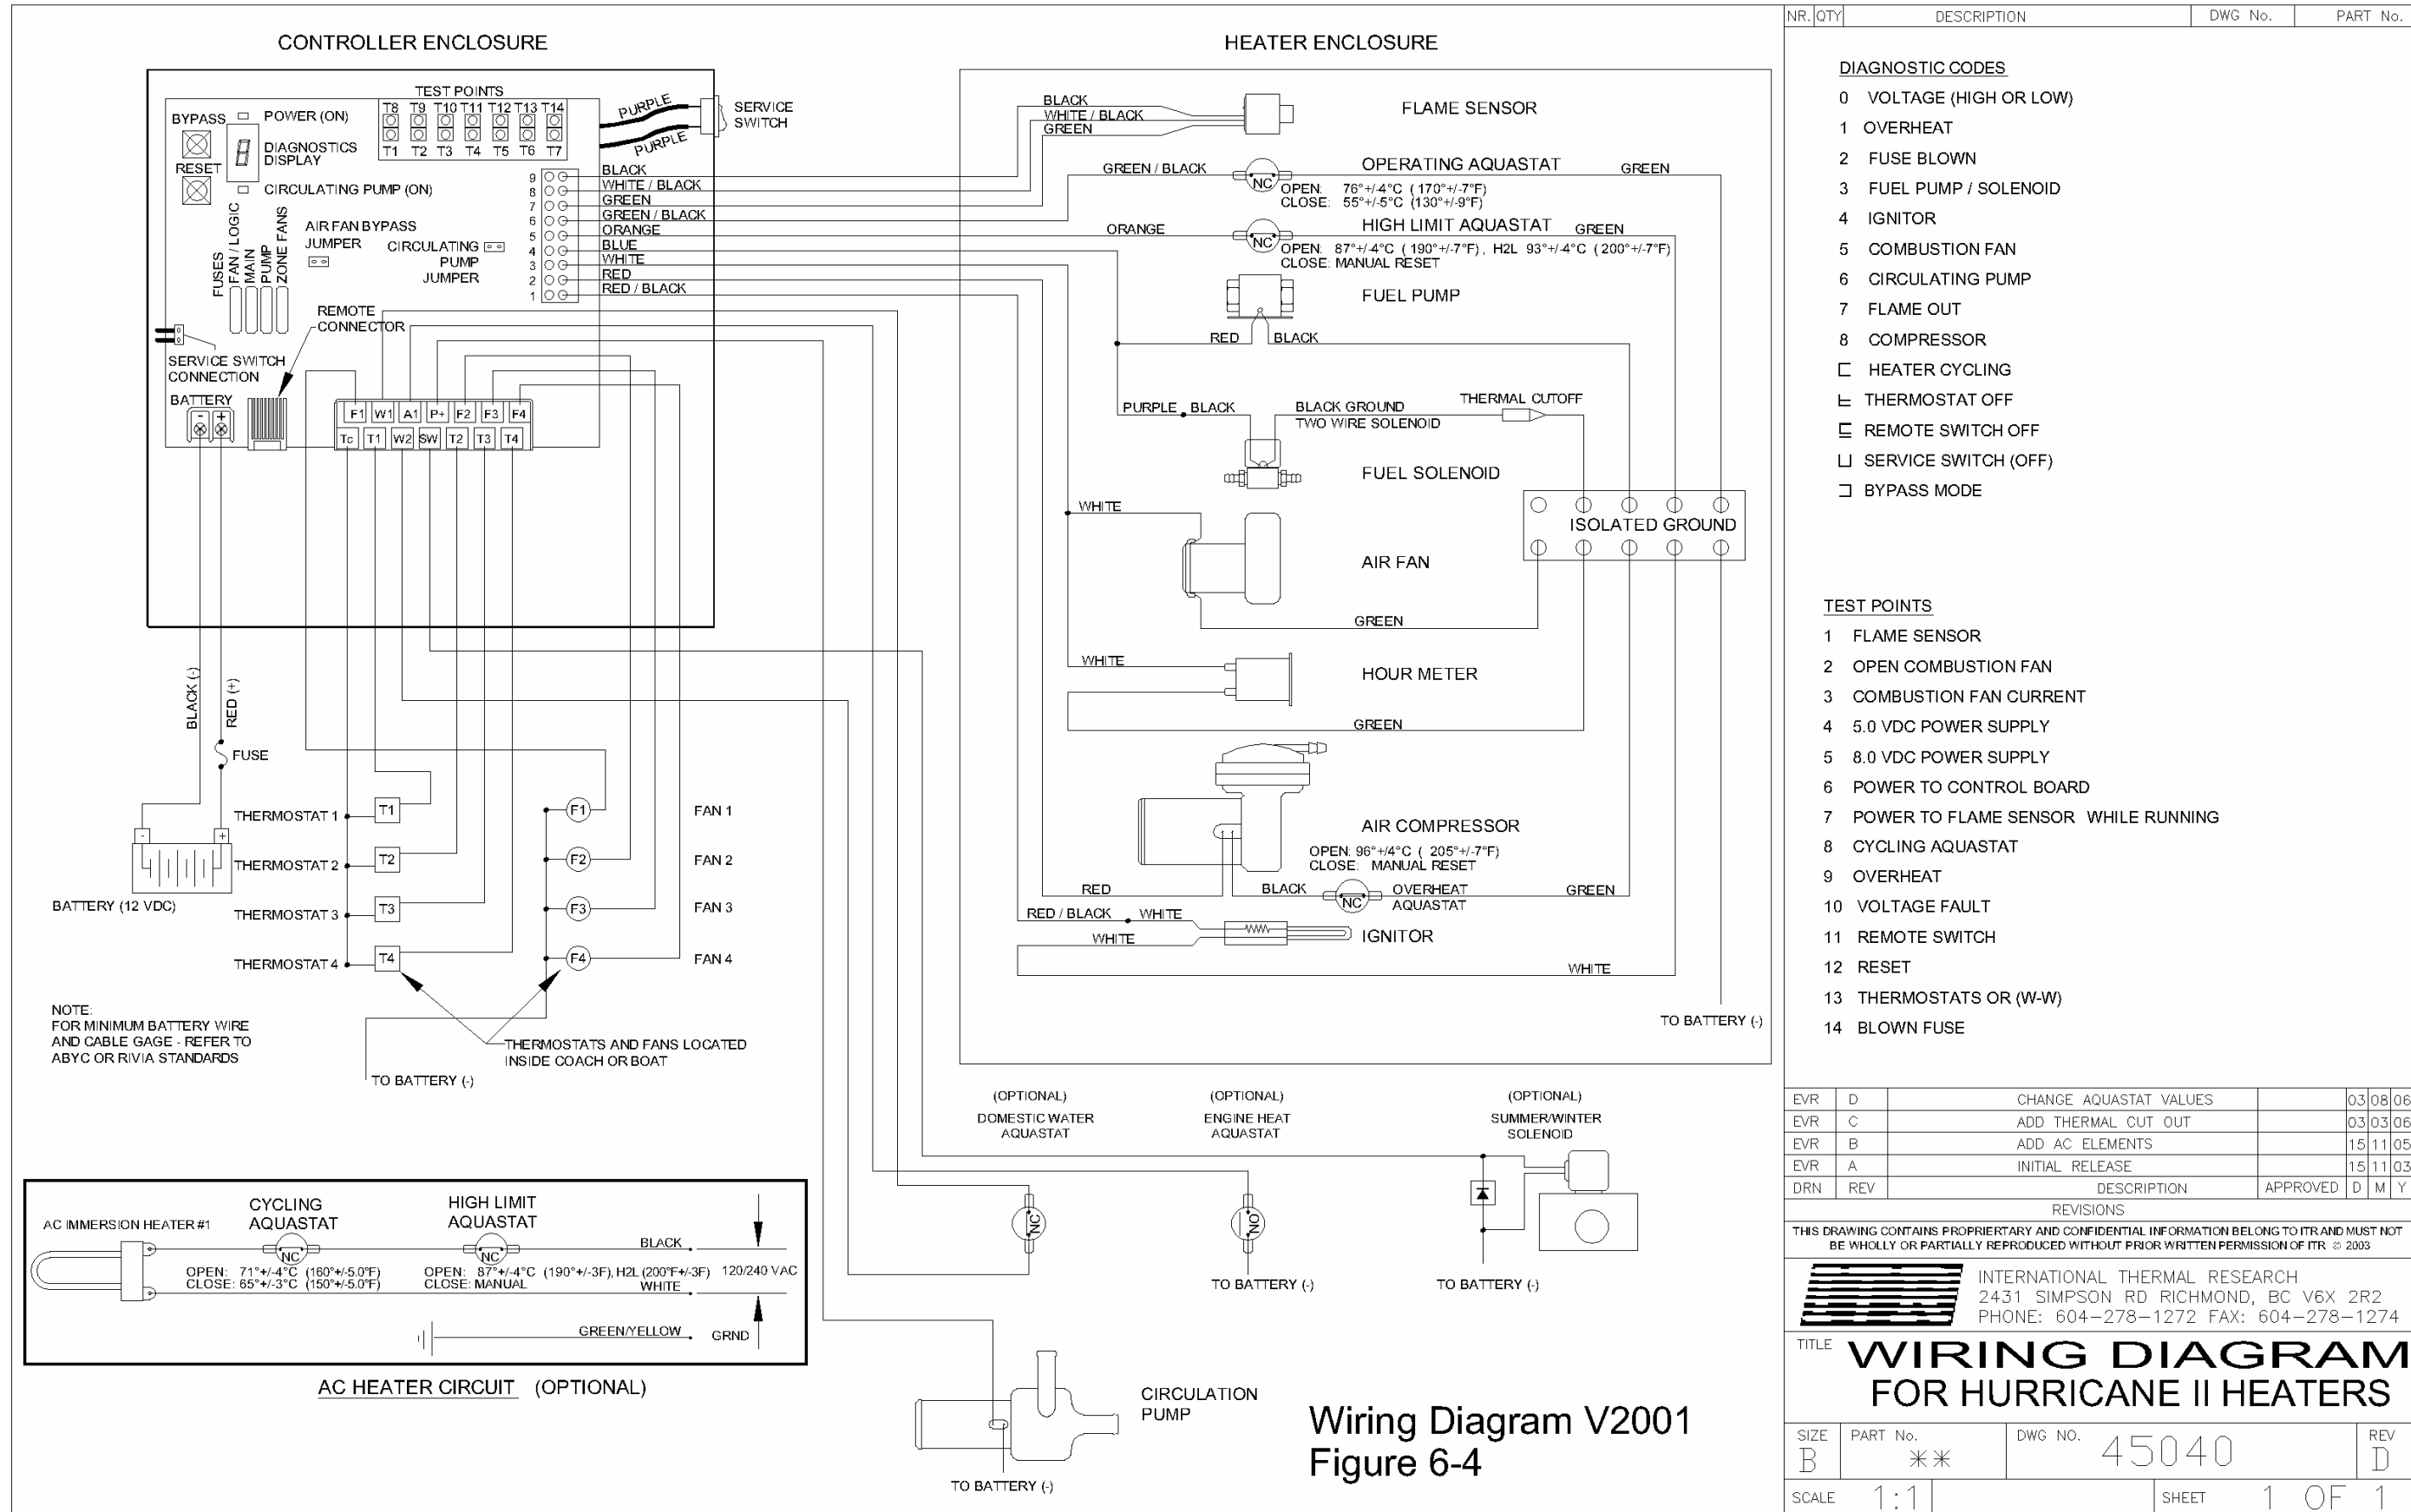 CONTROLLER ENCLOSURE
TEST POINTS
T8 T9 T10 T11 T12 T13 T14
T1 T2 T3 T4 T5 T6 T7
BYPASS
POWER (ON)
DIAGNOSTICS
DISPLAY
RESET
CIRCULATING PUMP (ON)
PURPLE
PURPLE
SERVICE
SWITCH
AIR FAN BYPASS
JUMPER
CIRCULATING
PUMP
JUMPER
FUSES
FAN / LOGIC
MAIN
PUMP
ZONE FANS
9 BLACK
8 WHITE / BLACK
7 GREEN
6 GREEN / BLACK
5 ORANGE
4 BLUE
3 WHITE
2 RED
1 RED / BLACK
REMOTE
CONNECTOR
SERVICE SWITCH
CONNECTION
BATTERY
- +
F1 W1 A1 P+ F2 F3 F4
Tc T1 W2 SW T2 T3 T4
BLACK (-)
RED (+)
FUSE
- +
BATTERY (12 VDC)
THERMOSTAT 1 T1 F1 FAN 1
THERMOSTAT 2 T2 F2 FAN 2
THERMOSTAT 3 T3 F3 FAN 3
THERMOSTAT 4 T4 F4 FAN 4
NOTE:
FOR MINIMUM BATTERY WIRE
AND CABLE GAGE - REFER TO
ABYC OR RIVIA STANDARDS
THERMOSTATS AND FANS LOCATED
INSIDE COACH OR BOAT
TO BATTERY (-)
HEATER ENCLOSURE
BLACK
WHITE / BLACK
GREEN
FLAME SENSOR
GREEN / BLACK
NC
OPERATING AQUASTAT
GREEN
OPEN: 76°+/-4°C ( 170°+/-7°F)
CLOSE: 55°+/-5°C (130°+/-9°F)
ORANGE
NC
HIGH LIMIT AQUASTAT
GREEN
OPEN: 87°+/-4°C ( 190°+/-7°F) , H2L 93°+/-4°C ( 200°+/-7°F)
CLOSE: MANUAL RESET
FUEL PUMP
RED
BLACK
PURPLE
BLACK
BLACK GROUND
TWO WIRE SOLENOID
THERMAL CUTOFF
FUEL SOLENOID
WHITE
ISOLATED GROUND
AIR FAN
GREEN
WHITE
HOUR METER
GREEN
AIR COMPRESSOR
OPEN: 96°+/4°C ( 205°+/-7°F)
CLOSE: MANUAL RESET
RED
BLACK
NC
OVERHEAT
AQUASTAT
GREEN
RED / BLACK
WHITE
WHITE
IGNITOR
WHITE
TO BATTERY (-)
(OPTIONAL)
DOMESTIC WATER
AQUASTAT
NC
(OPTIONAL)
ENGINE HEAT
AQUASTAT
NO
TO BATTERY (-)
(OPTIONAL)
SUMMER/WINTER
SOLENOID
TO BATTERY (-)
AC IMMERSION HEATER #1
CYCLING
AQUASTAT
NC
HIGH LIMIT
AQUASTAT
NC
BLACK
OPEN: 71°+/-4°C (160°+/-5.0°F)
CLOSE: 65°+/-3°C (150°+/-5.0°F)
OPEN: 87°+/-4°C (190°+/-3F), H2L (200°F+/-3F)
CLOSE: MANUAL
WHITE
120/240 VAC
GREEN/YELLOW
GRND
AC HEATER CIRCUIT (OPTIONAL)
CIRCULATION
PUMP
TO BATTERY (-)
Wiring Diagram V2001
Figure 6-4
NR. QTY DESCRIPTION DWG No. PART No.
DIAGNOSTIC CODES
0 VOLTAGE (HIGH OR LOW)
1 OVERHEAT
2 FUSE BLOWN
3 FUEL PUMP / SOLENOID
4 IGNITOR
5 COMBUSTION FAN
6 CIRCULATING PUMP
7 FLAME OUT
8 COMPRESSOR
HEATER CYCLING
THERMOSTAT OFF
REMOTE SWITCH OFF
SERVICE SWITCH (OFF)
BYPASS MODE
TEST POINTS
1 FLAME SENSOR
2 OPEN COMBUSTION FAN
3 COMBUSTION FAN CURRENT
4 5.0 VDC POWER SUPPLY
5 8.0 VDC POWER SUPPLY
6 POWER TO CONTROL BOARD
7 POWER TO FLAME SENSOR WHILE RUNNING
8 CYCLING AQUASTAT
9 OVERHEAT
10 VOLTAGE FAULT
11 REMOTE SWITCH
12 RESET
13 THERMOSTATS OR (W-W)
14 BLOWN FUSE
EVR D CHANGE AQUASTAT VALUES 03 08 06
EVR C ADD THERMAL CUT OUT 03 03 06
EVR B ADD AC ELEMENTS 15 11 05
EVR A INITIAL RELEASE 15 11 03
DRN REV DESCRIPTION APPROVED D M Y
REVISIONS
THIS DRAWING CONTAINS PROPRIERTARY AND CONFIDENTIAL INFORMATION BELONG TO ITR AND MUST NOT
BE WHOLLY OR PARTIALLY REPRODUCED WITHOUT PRIOR WRITTEN PERMISSION OF ITR © 2003
INTERNATIONAL THERMAL RESEARCH
2431 SIMPSON RD RICHMOND, BC V6X 2R2
PHONE: 604-278-1272 FAX: 604-278-1274
TITLE
WIRING DIAGRAM
FOR HURRICANE II HEATERS
SIZE B
PART No. **
DWG NO. 45040
REV D
SCALE 1:1
SHEET 1 OF 1